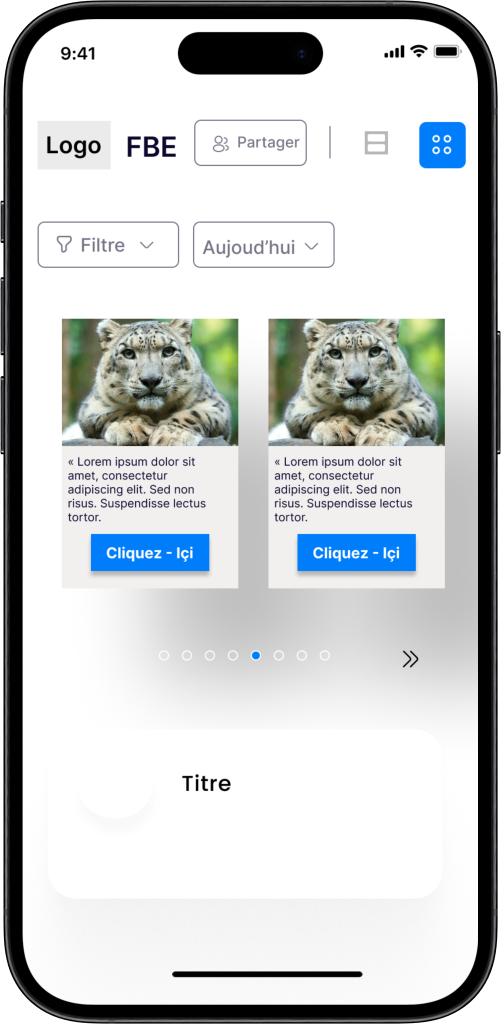 9:41
Logo
FBE
Partager
Filtre
Aujoud’hui
« Lorem ipsum dolor sit
amet, consectetur
adipiscing elit. Sed non
risus. Suspendisse lectus
tortor.
Cliquez - Içi
« Lorem ipsum dolor sit
amet, consectetur
adipiscing elit. Sed non
risus. Suspendisse lectus
tortor.
Cliquez - Içi
Titre